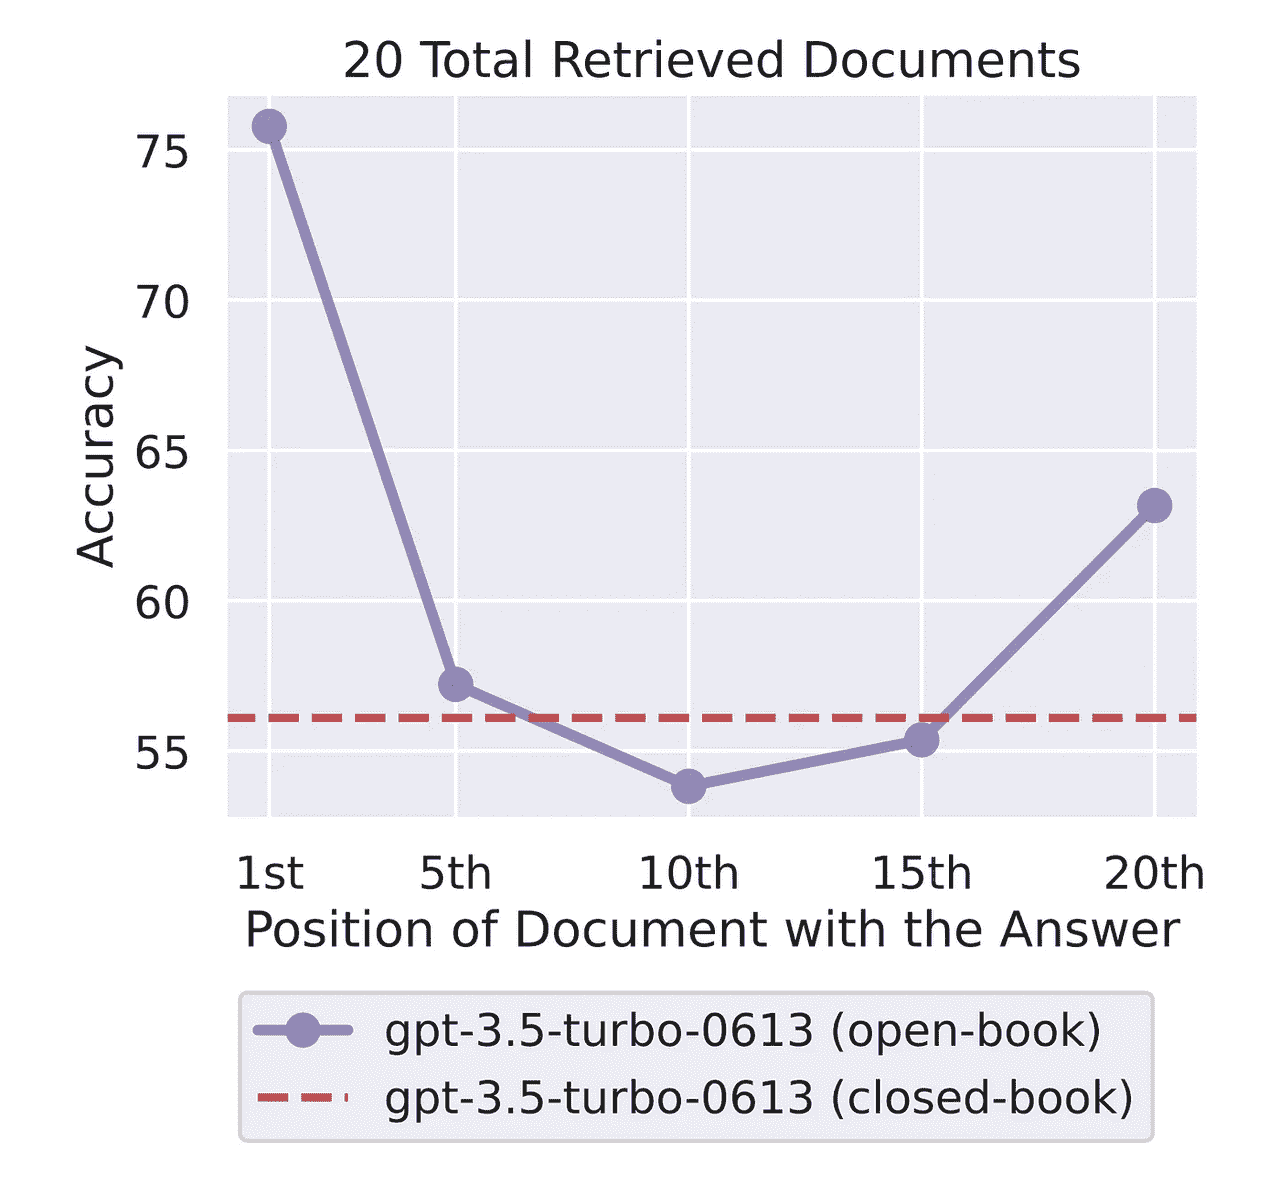 20 Total Retrieved Documents
75
70
65
60
55
Accuracy
1st 5th 10th 15th 20th
Position of Document with the Answer
gpt-3.5-turbo-0613 (open-book)
gpt-3.5-turbo-0613 (closed-book)